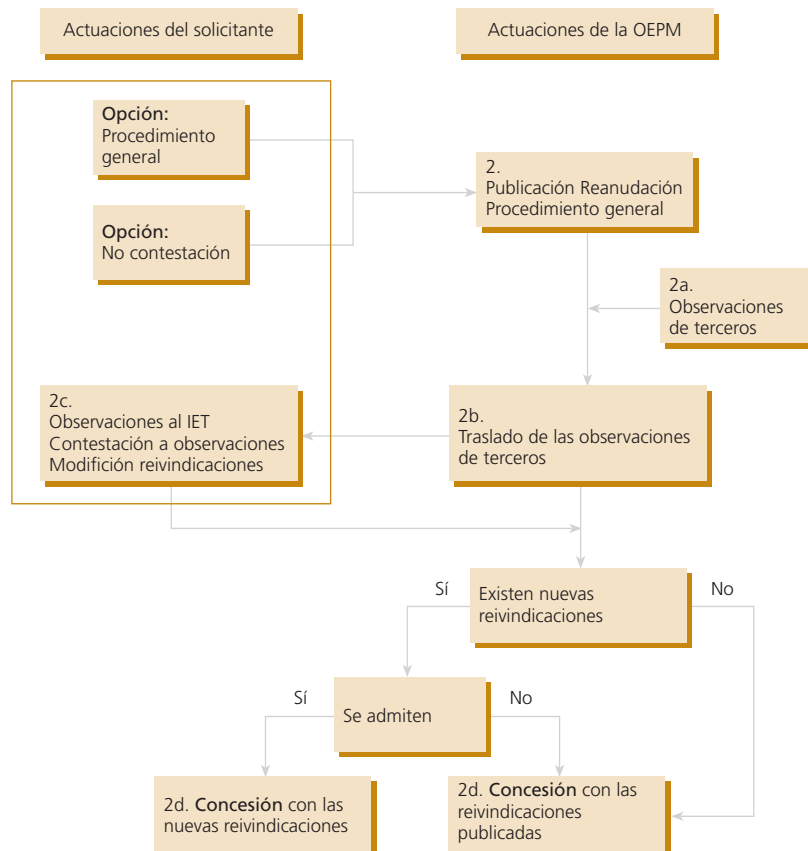 Actuaciones del solicitante
Actuaciones de la OEPM
Opción:
Procedimiento
general
Opción:
No contestación
2.
Publicación Reanudación
Procedimiento general
2a.
Observaciones
de terceros
2c.
Observaciones al IET
Contestación a observaciones
Modifición reivindicaciones
2b.
Traslado de las observaciones
de terceros
Sí
Existen nuevas
reivindicaciones
No
Sí
Se admiten
No
2d. Concesión con las
nuevas reivindicaciones
2d. Concesión con las
reivindicaciones
publicadas